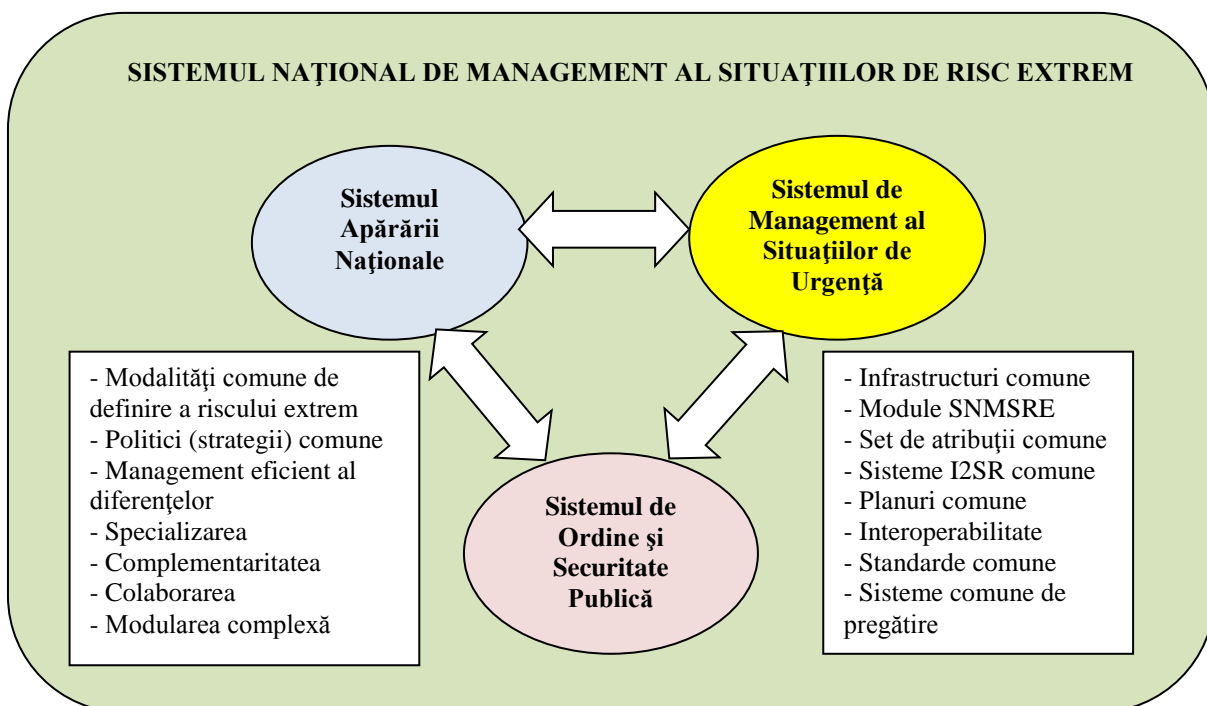 SISTEMUL NAŢIONAL DE MANAGEMENT AL SITUAŢIILOR DE RISC EXTREM
Sistemul
Apărării
Naţionale
Sistemul de
Management al
Situaţiilor de
Urgenţă
- Modalităţi comune de
definire a riscului extrem
- Politici (strategii) comune
- Management eficient al
diferenţelor
- Specializarea
- Complementaritatea
- Colaborarea
- Modularea complexă
Sistemul de
Ordine şi
Securitate
Publică
- Infrastructuri comune
- Module SNMSRE
- Set de atribuţii comune
- Sisteme I2SR comune
- Planuri comune
- Interoperabilitate
- Standarde comune
- Sisteme comune de
pregătire